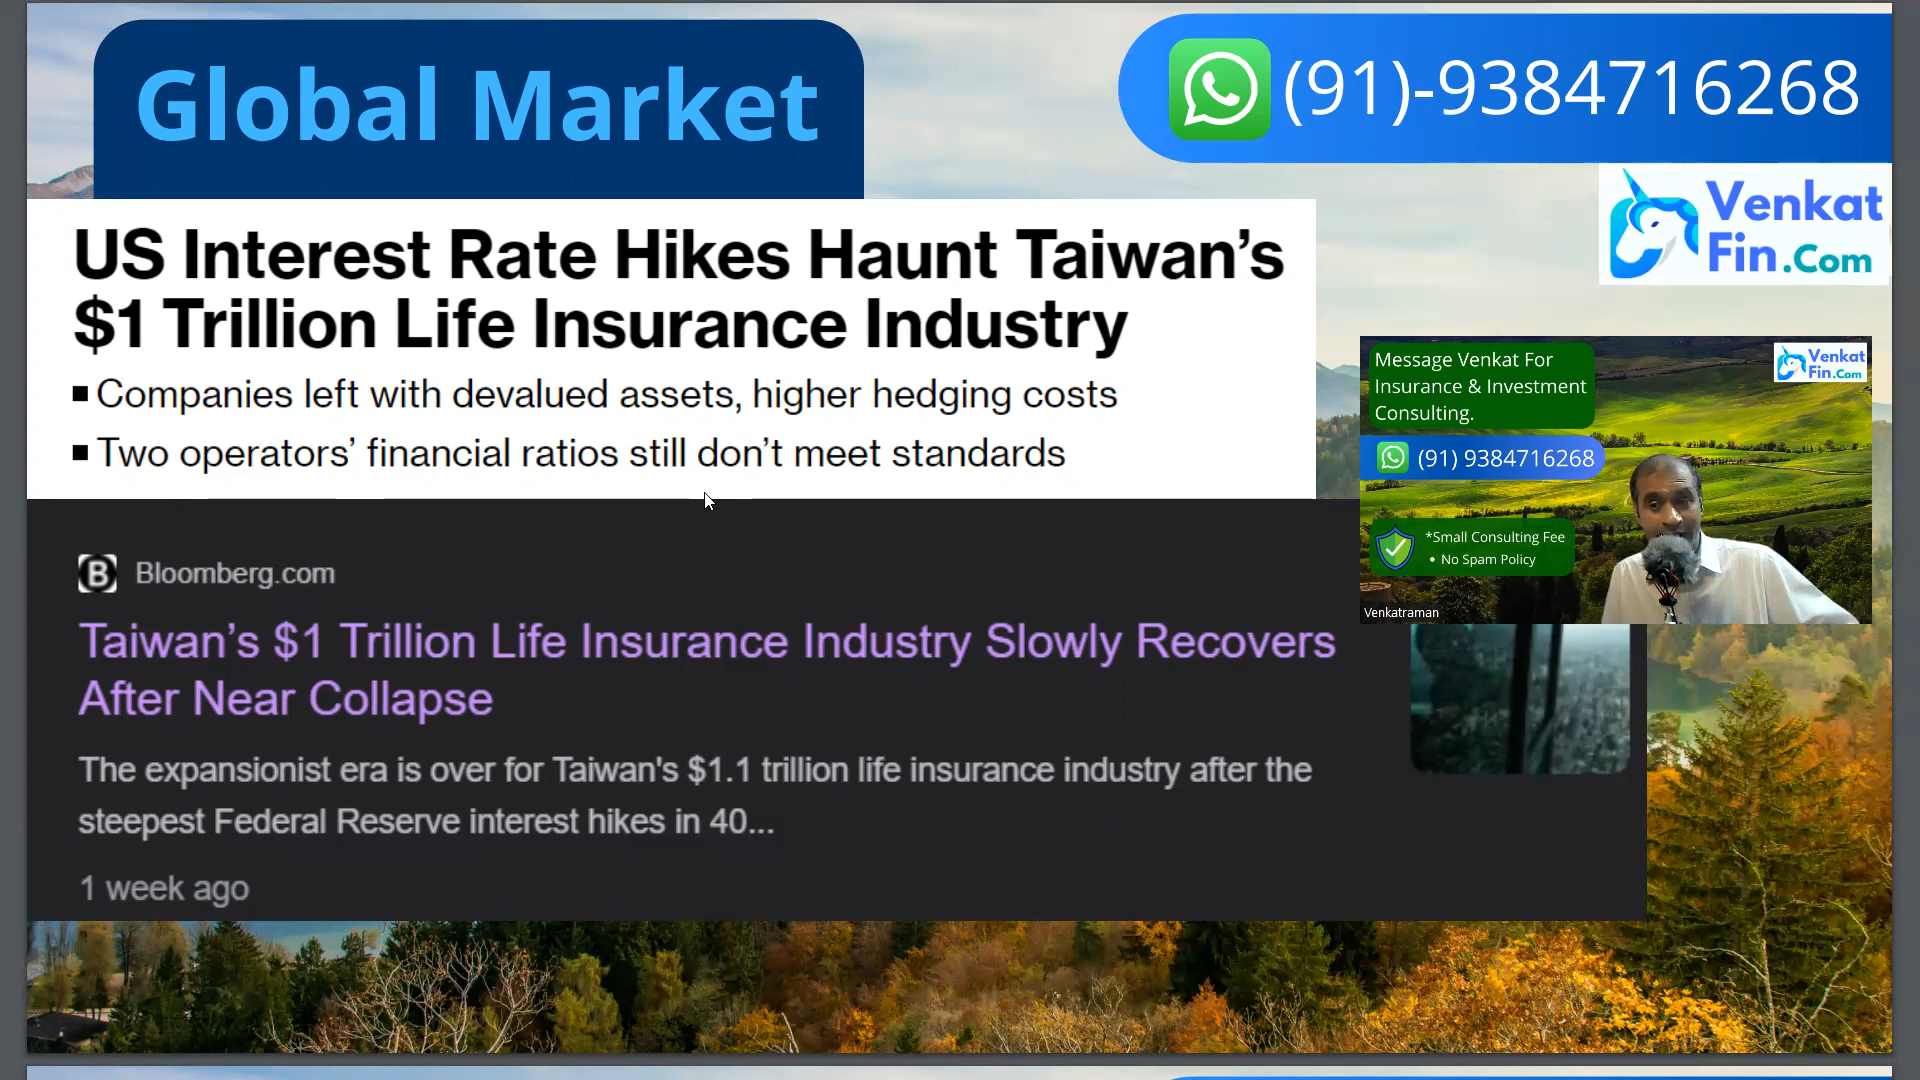 Global Market
(91)-9384716268
Venkat
Fin.Com
US Interest Rate Hikes Haunt Taiwan’s
$1 Trillion Life Insurance Industry
■ Companies left with devalued assets, higher hedging costs
■ Two operators’ financial ratios still don’t meet standards
Message Venkat For
Insurance & Investment
Consulting.
Venkat
Fin.Com
(91) 9384716268
*Small Consulting Fee
• No Spam Policy
Venkatraman
B Bloomberg.com
Taiwan’s $1 Trillion Life Insurance Industry Slowly Recovers
After Near Collapse
The expansionist era is over for Taiwan's $1.1 trillion life insurance industry after the
steepest Federal Reserve interest hikes in 40...
1 week ago